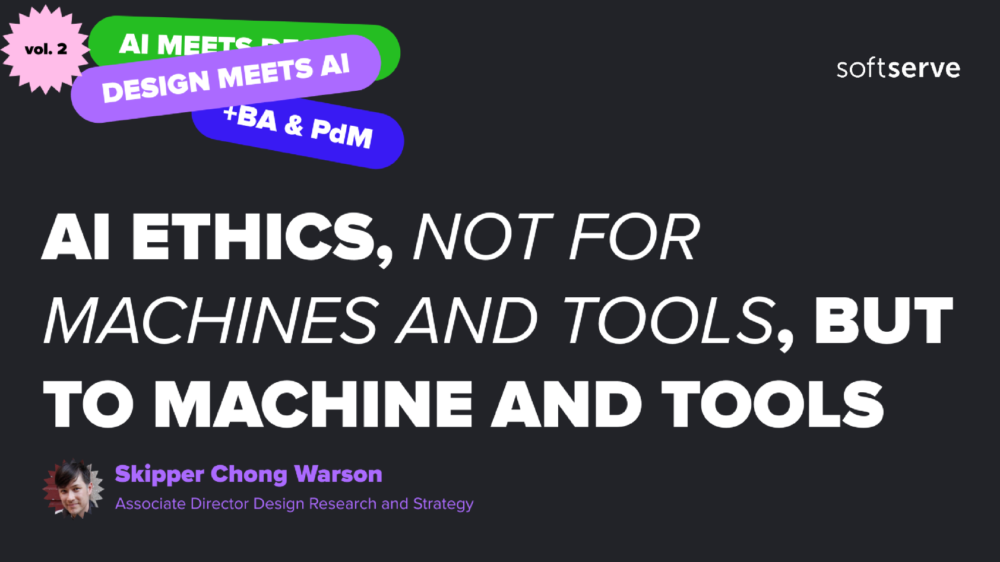 vol. 2
AI MEETS
DESIGN MEETS AI
+BA & PdM
softserve
AI ETHICS, NOT FOR
MACHINES AND TOOLS, BUT
TO MACHINE AND TOOLS
Skipper Chong Warson
Associate Director Design Research and Strategy